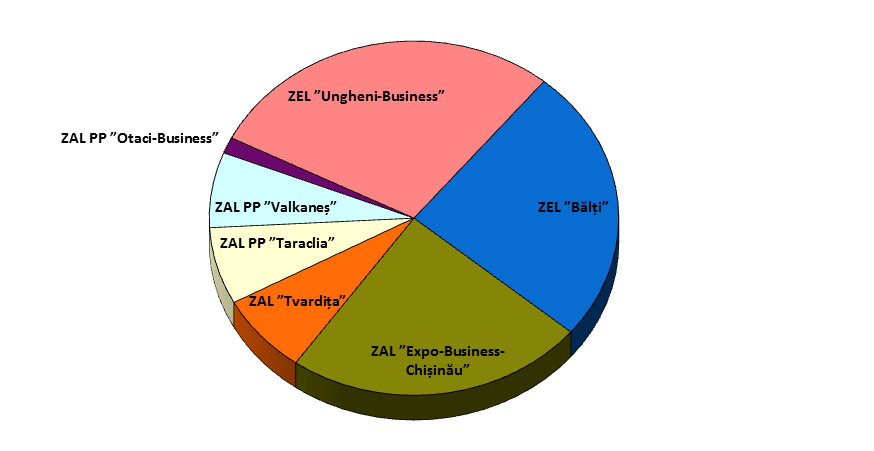 ZEL ”Ungheni-Business”
ZAL PP ”Otaci-Business”
ZEL ”Bălți”
ZAL PP ”Valkaneș”
ZAL PP ”Taraclia”
ZAL ”Tvardița”
ZAL ”Expo-Business-
Chișinău”